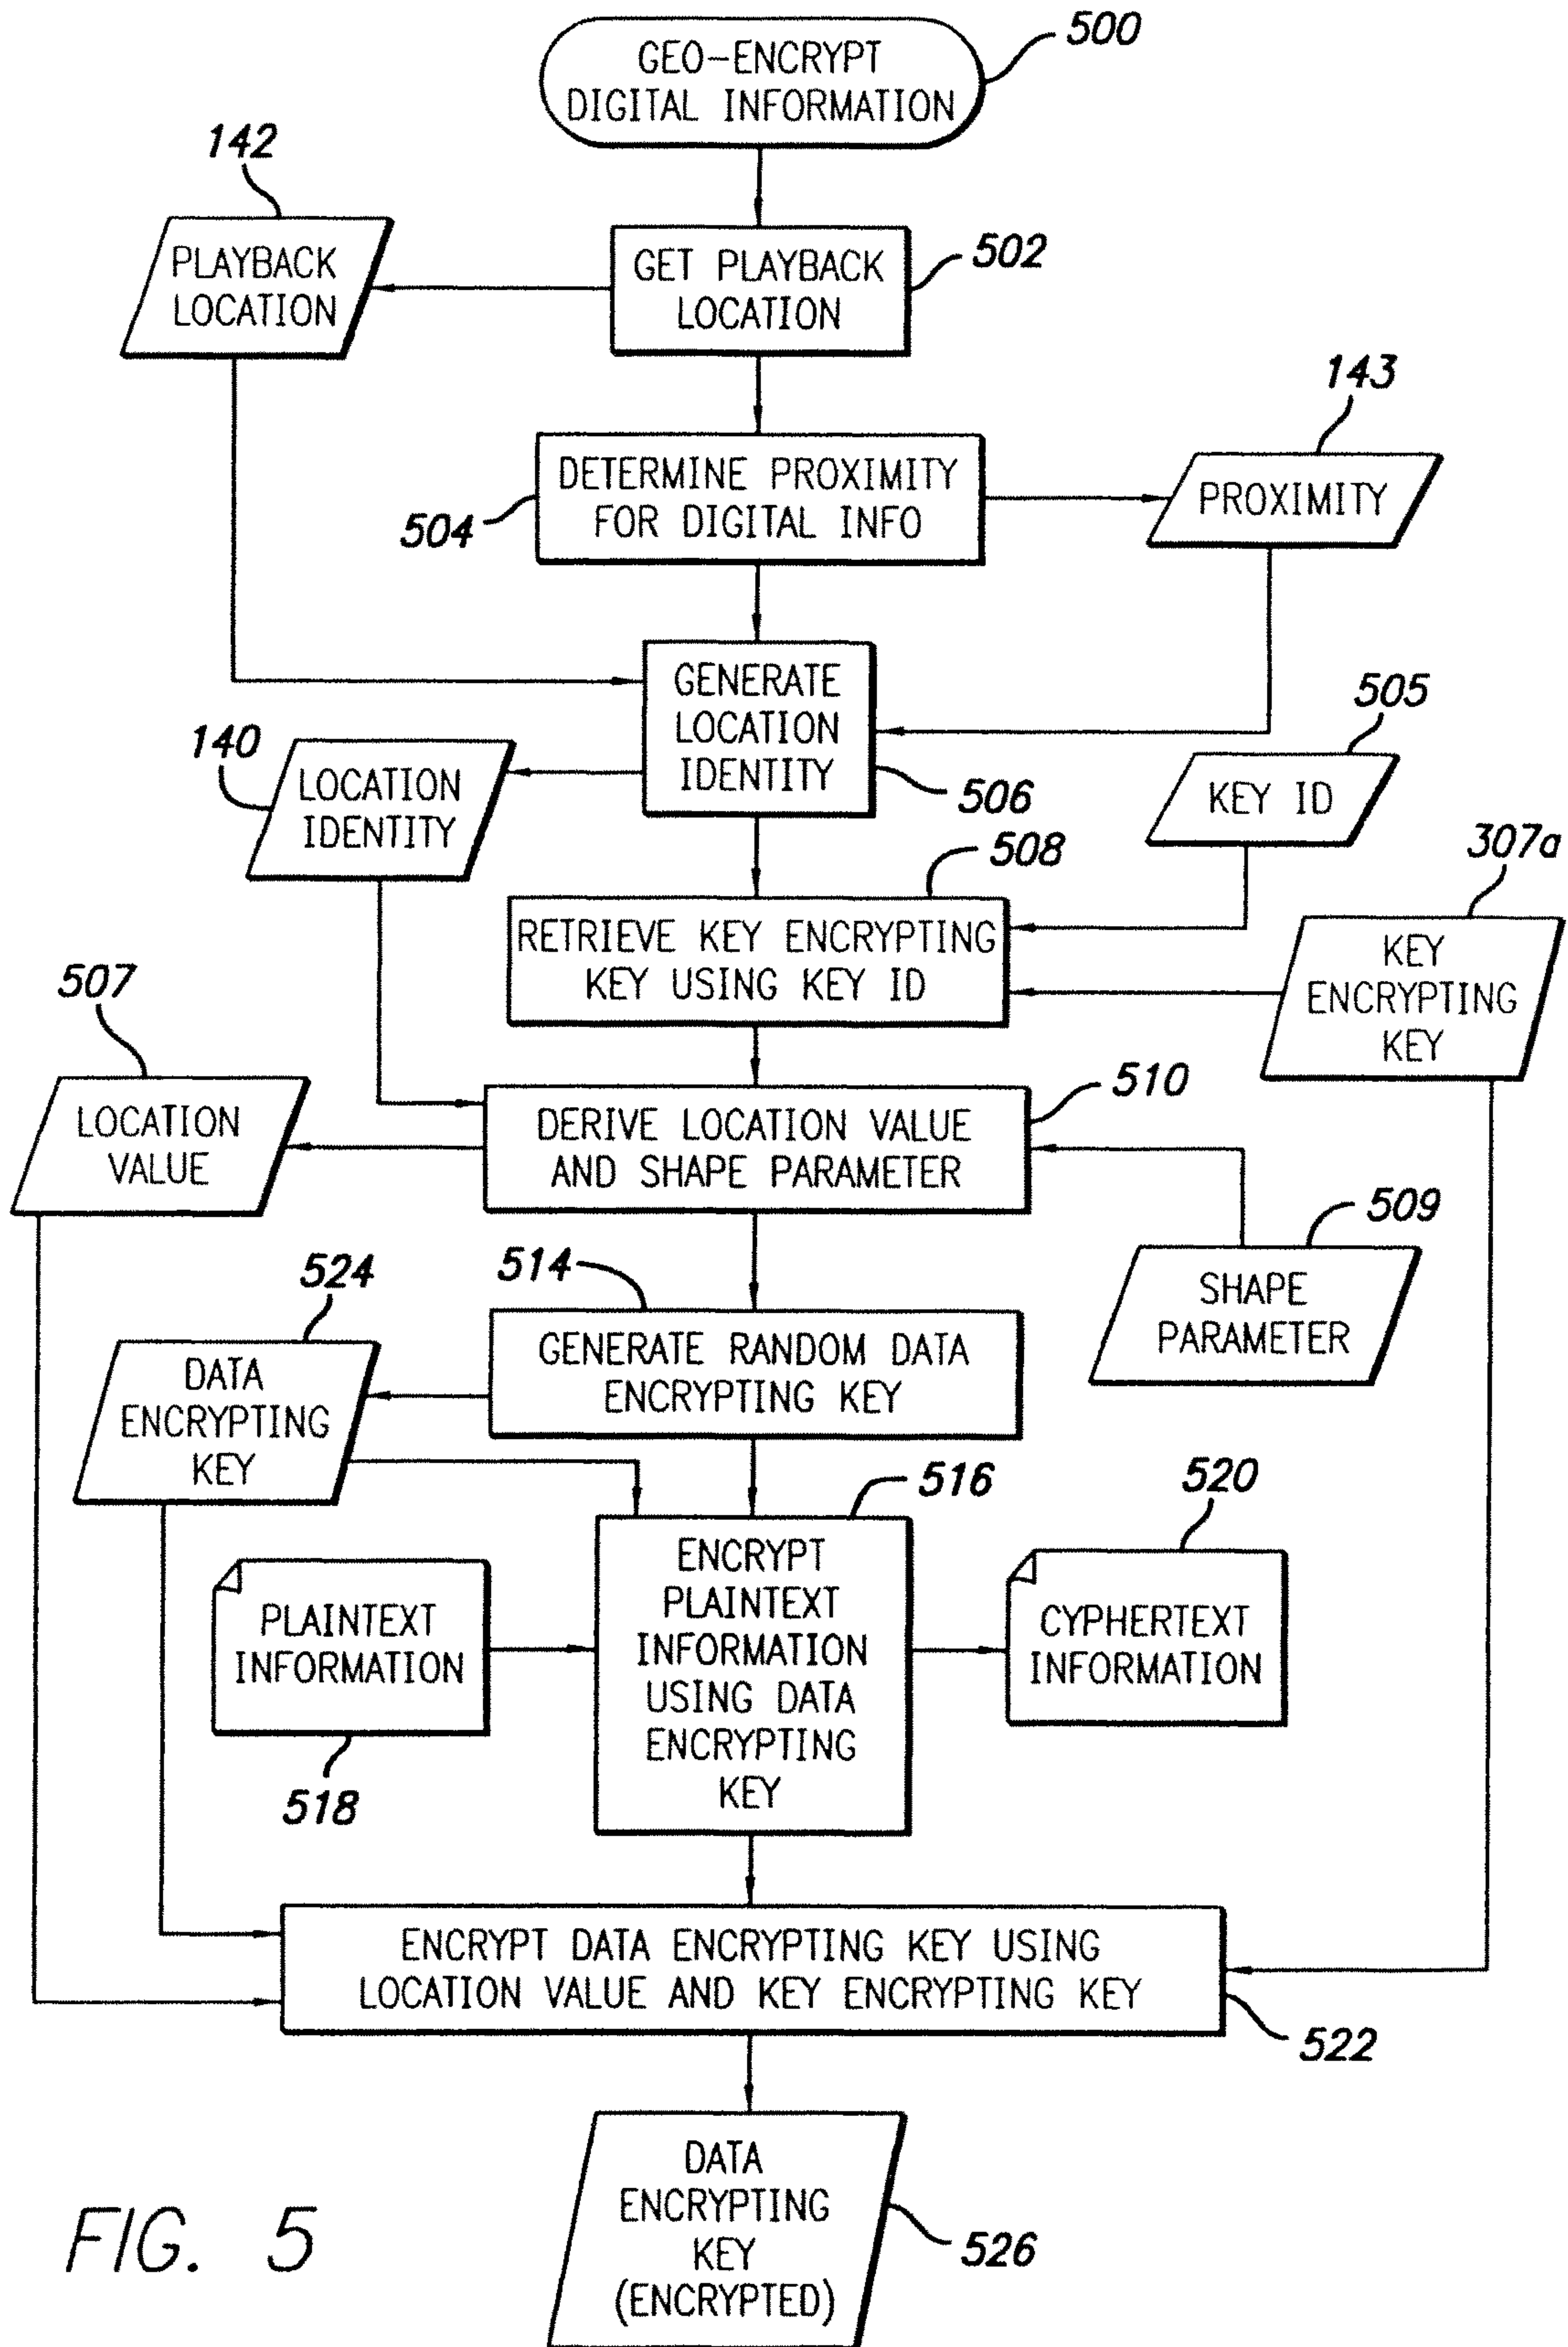 500
GEO-ENCRYPT
DIGITAL INFORMATION
142
PLAYBACK
LOCATION
GET PLAYBACK
LOCATION
502
143
DETERMINE PROXIMITY
FOR DIGITAL INFO
504
PROXIMITY
GENERATE
LOCATION
IDENTITY
506
505
KEY ID
140
LOCATION
IDENTITY
508
307a
RETRIEVE KEY ENCRYPTING
KEY USING KEY ID
KEY
ENCRYPTING
KEY
507
LOCATION
VALUE
510
DERIVE LOCATION VALUE
AND SHAPE PARAMETER
509
SHAPE
PARAMETER
524
514
DATA
ENCRYPTING
KEY
GENERATE RANDOM DATA
ENCRYPTING KEY
516
520
PLAINTEXT
INFORMATION
518
ENCRYPT
PLAINTEXT
INFORMATION
USING DATA
ENCRYPTING
KEY
CYPHERTEXT
INFORMATION
ENCRYPT DATA ENCRYPTING KEY USING
LOCATION VALUE AND KEY ENCRYPTING KEY
522
DATA
ENCRYPTING
KEY
(ENCRYPTED)
526
FIG. 5